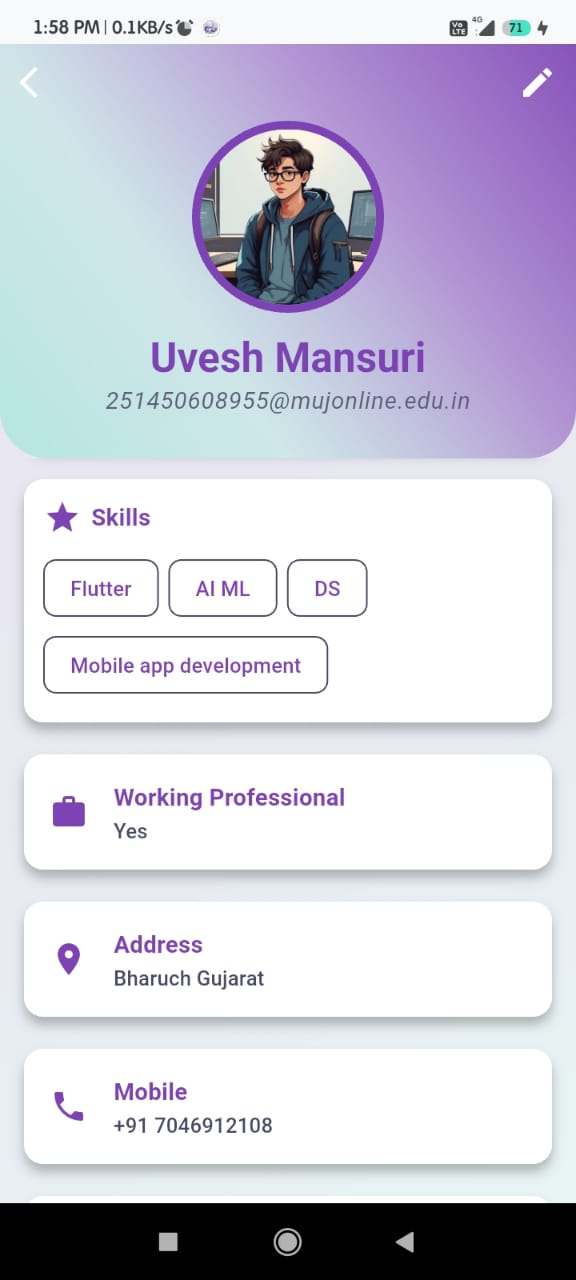 1:58 PM | 0.1KB/s
Vo LTE 4G 71
Uvesh Mansuri
251450608955@mujonline.edu.in
Skills
Flutter AI ML DS
Mobile app development
Working Professional
Yes
Address
Bharuch Gujarat
Mobile
+91 7046912108